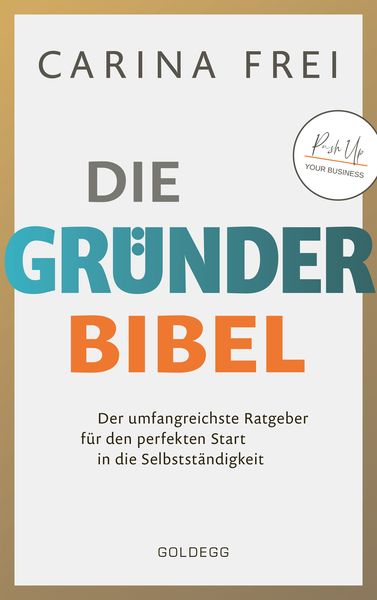 CARINA FREI
Push Up
YOUR BUSINESS
DIE
GRÜNDER
BIBEL
Der umfangreichste Ratgeber
für den perfekten Start
in die Selbstständigkeit
GOLDEGG